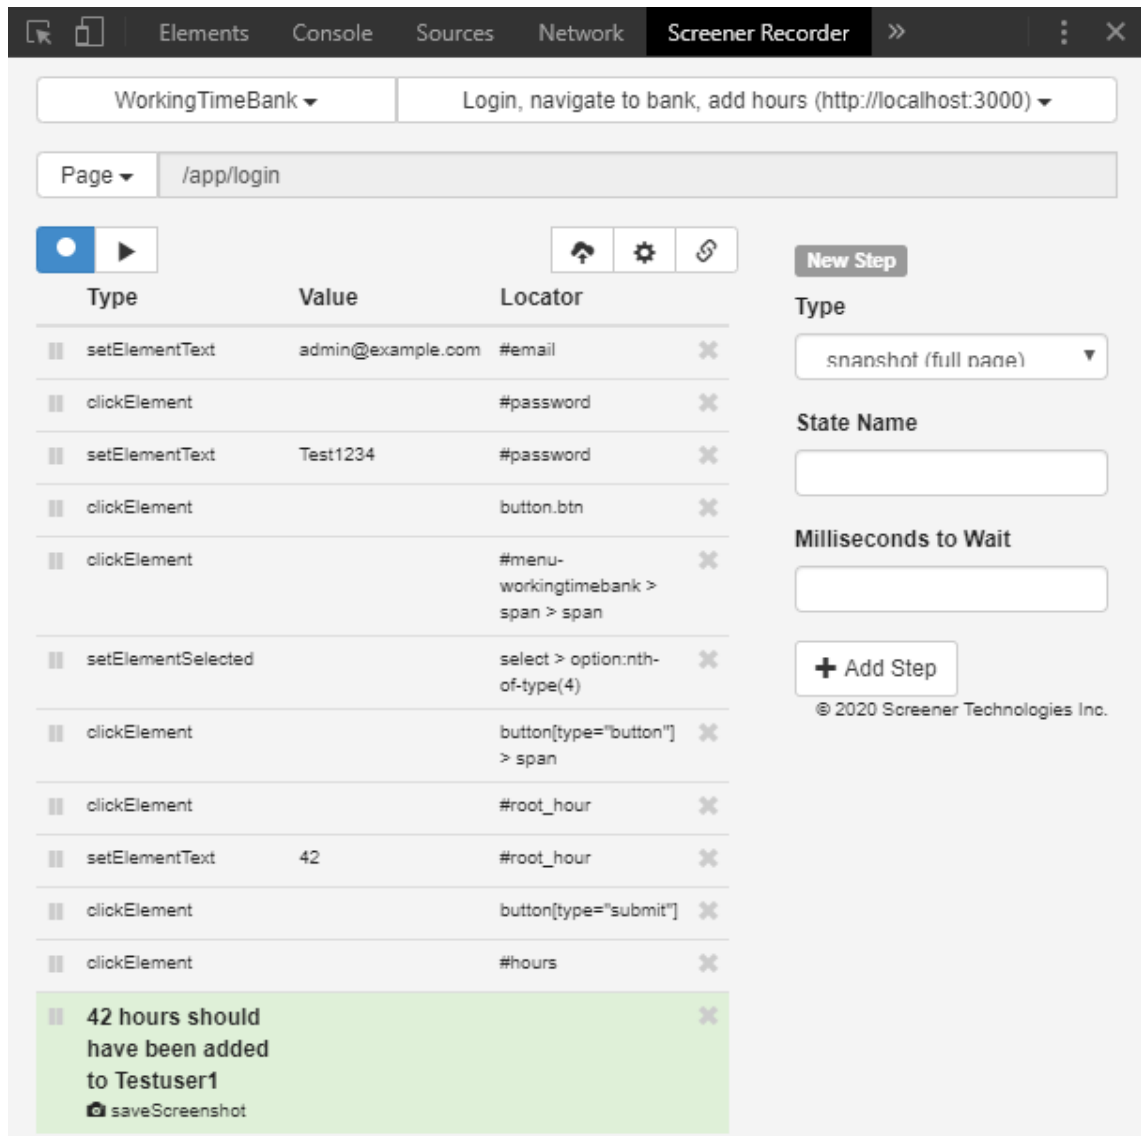 Elements Console Sources Network Screener Recorder »
WorkingTimeBank Login, navigate to bank, add hours (http://localhost:3000)
Page /app/login
Type Value Locator
setElementText admin@example.com #email
clickElement #password
setElementText Test1234 #password
clickElement button.btn
clickElement #menu-
workingtimebank >
span > span
setElementSelected select > option:nth-
of-type(4)
clickElement button[type="button"]
> span
clickElement #root_hour
setElementText 42 #root_hour
clickElement button[type="submit"]
clickElement #hours
42 hours should
have been added
to Testuser1
saveScreenshot
New Step
Type
snapshot (full page)
State Name
Milliseconds to Wait
Add Step
© 2020 Screener Technologies Inc.